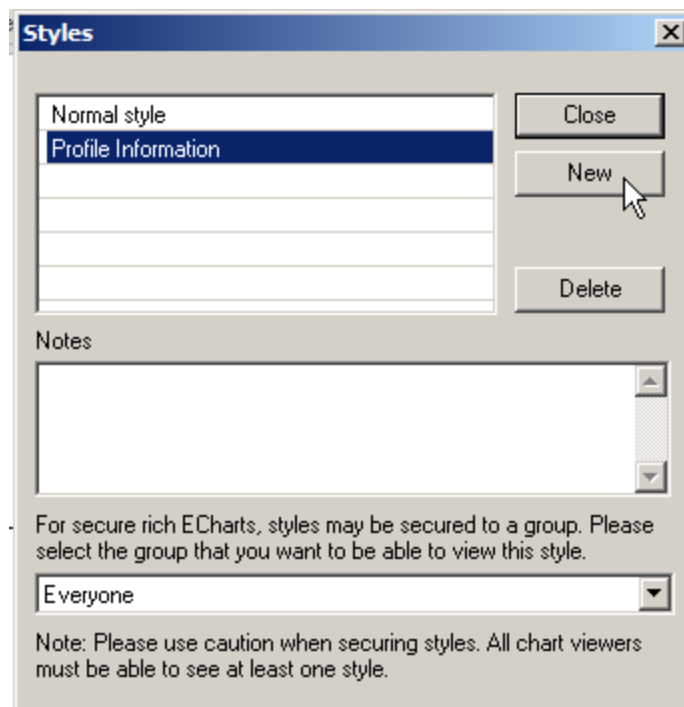 Styles
Normal style
Close
Profile Information
New
Delete
Notes
For secure rich ECharts, styles may be secured to a group. Please
select the group that you want to be able to view this style.
Everyone
Note: Please use caution when securing styles. All chart viewers
must be able to see at least one style.